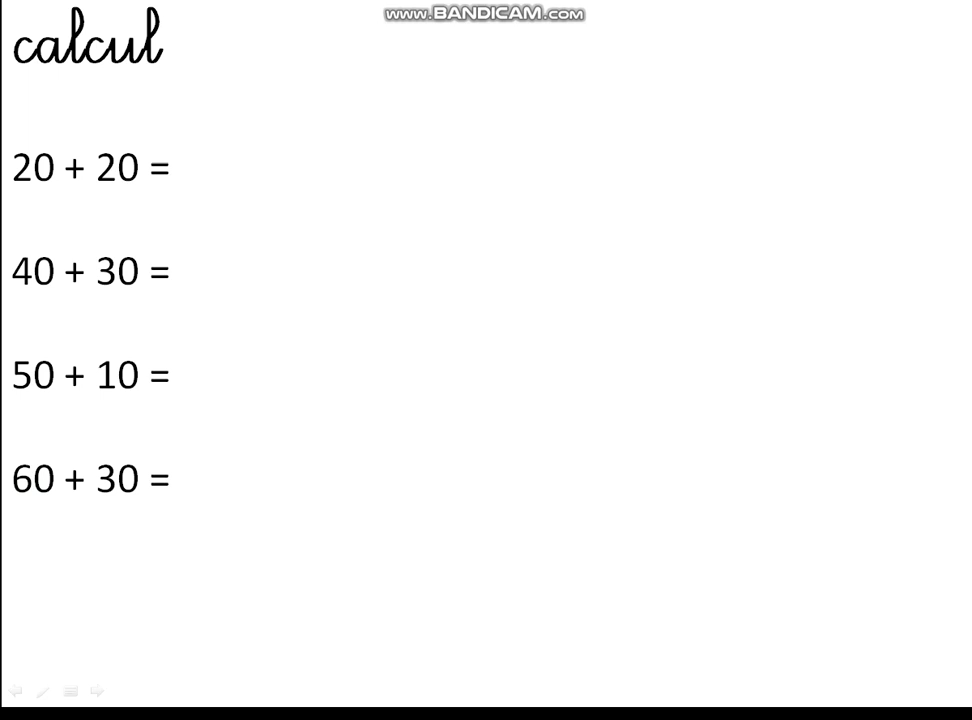 www.BANDICAM.com
calcul
20 + 20 =
40 + 30 =
50 + 10 =
60 + 30 =